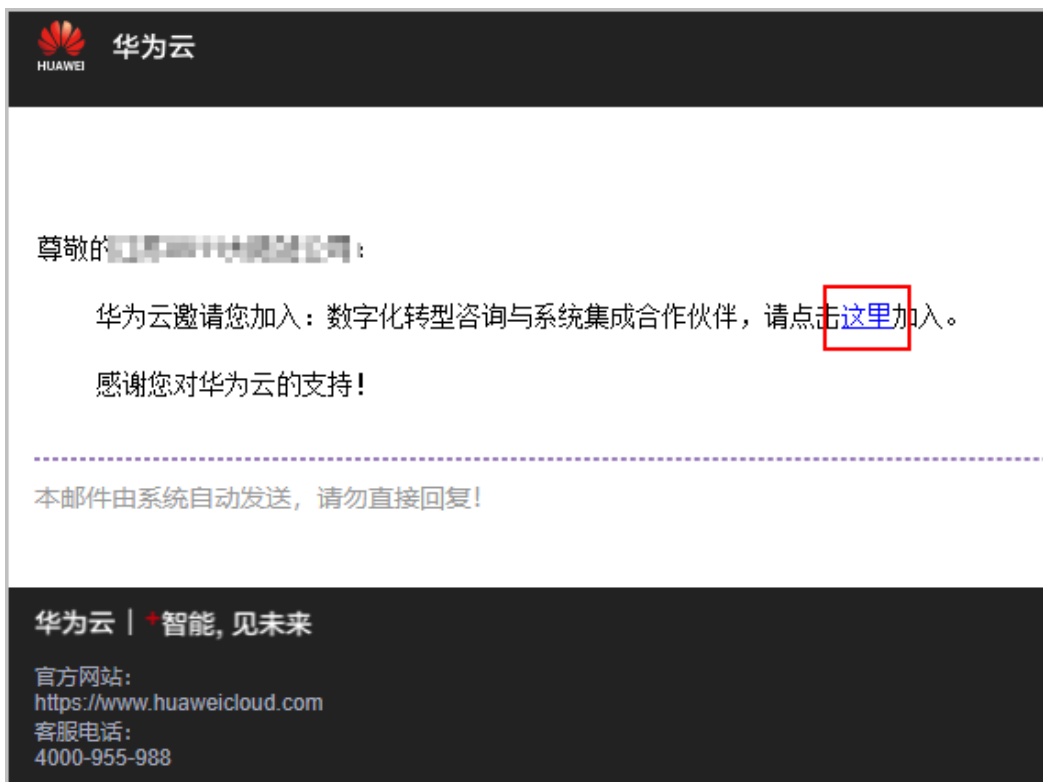 HUAWEI
华为云
尊敬的：
华为云邀请您加入：数字化转型咨询与系统集成合作伙伴，请点击这里加入。
感谢您对华为云的支持！
本邮件由系统自动发送，请勿直接回复！
华为云 | +智能, 见未来
官方网站：
https://www.huaweicloud.com
客服电话：
4000-955-988